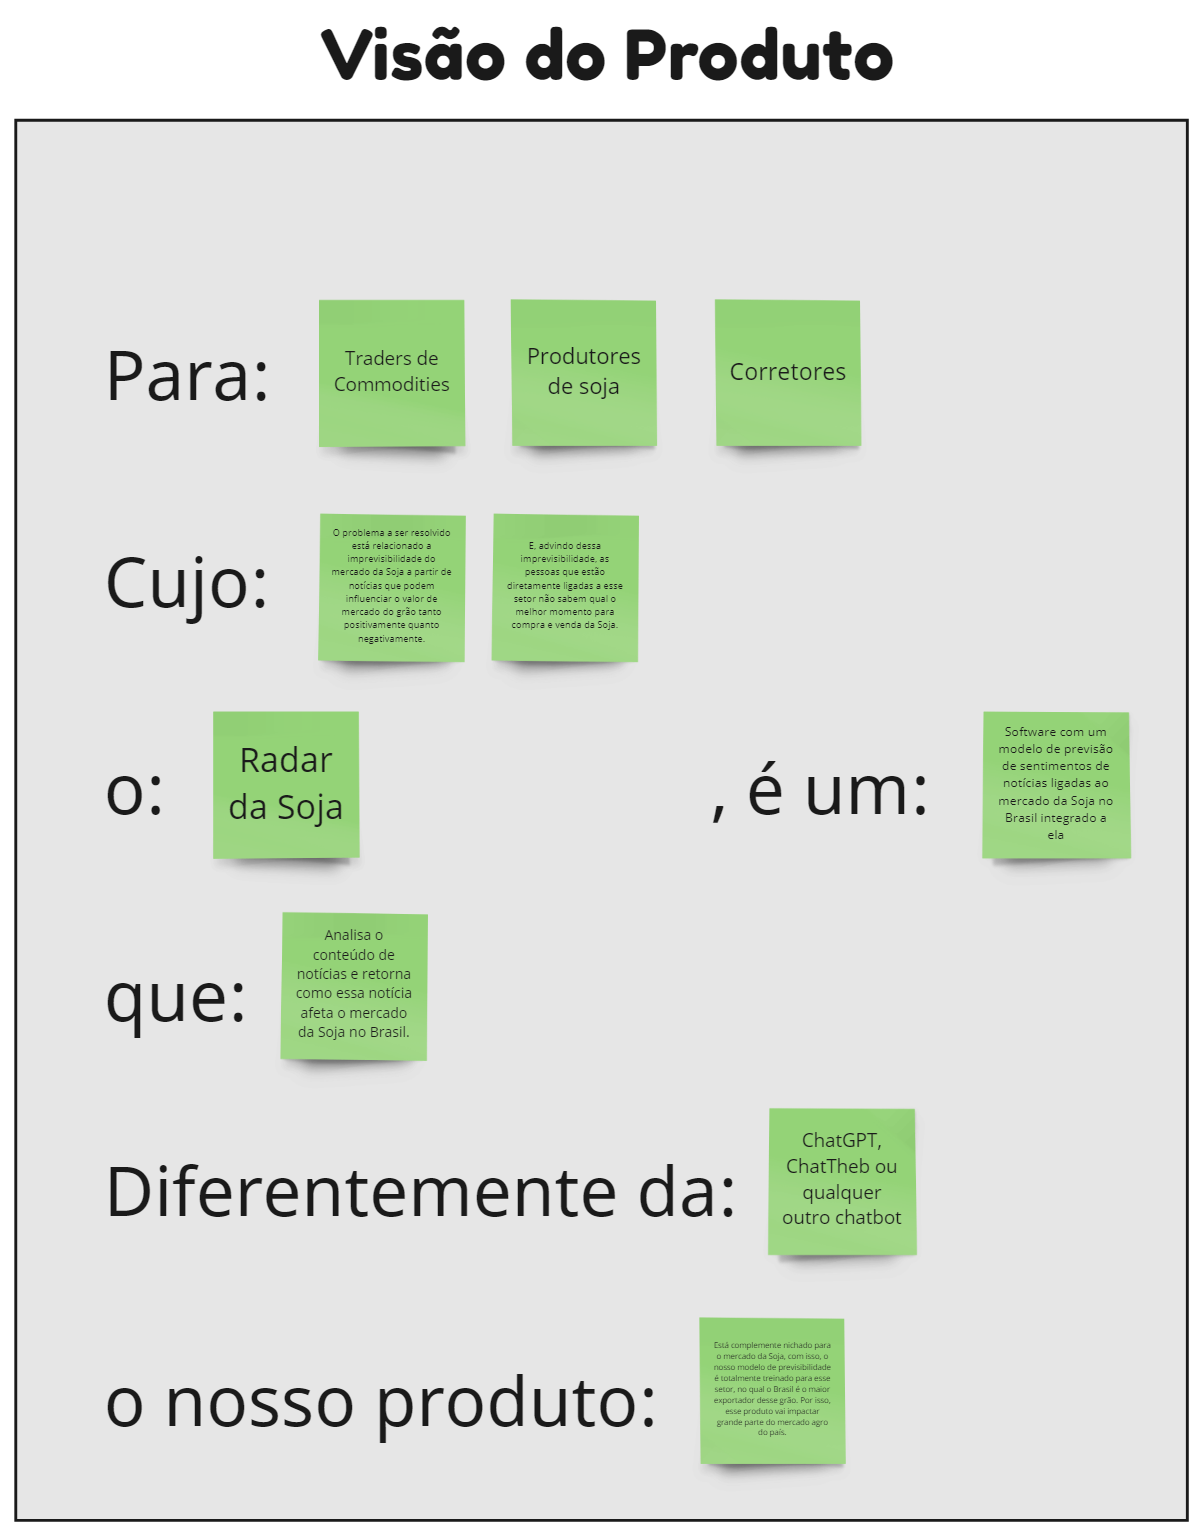 Visão do Produto
Para:
Traders de
Commodities
Produtores
de soja
Corretores
Cujo:
O problema a ser resolvido
está relacionado a
imprevisibilidade do
mercado da Soja a partir de
notícias que podem
influenciar o valor de
mercado do grão tanto
positivamente quanto
negativamente.
E, advindo dessa
imprevisibilidade, as
pessoas que estão
diretamente ligadas a esse
setor não sabem qual o
melhor momento para
compra e venda da Soja.
o:
Radar
da Soja
, é um:
Software com um
modelo de previsão
de sentimentos de
notícias ligadas ao
mercado da Soja no
Brasil integrado a
ela
que:
Analisa o
conteúdo de
notícias e retorna
como essa notícia
afeta o mercado
da Soja no Brasil.
Diferentemente da:
ChatGPT,
ChatTheb ou
qualquer
outro chatbot
o nosso produto:
Está complemente nichado para
o mercado da Soja, com isso, o
nosso modelo de previsibilidade
é totalmente treinado para esse
setor, no qual o Brasil é o maior
exportador desse grão. Por isso,
esse produto vai impactar
grande parte do mercado agro
do país.